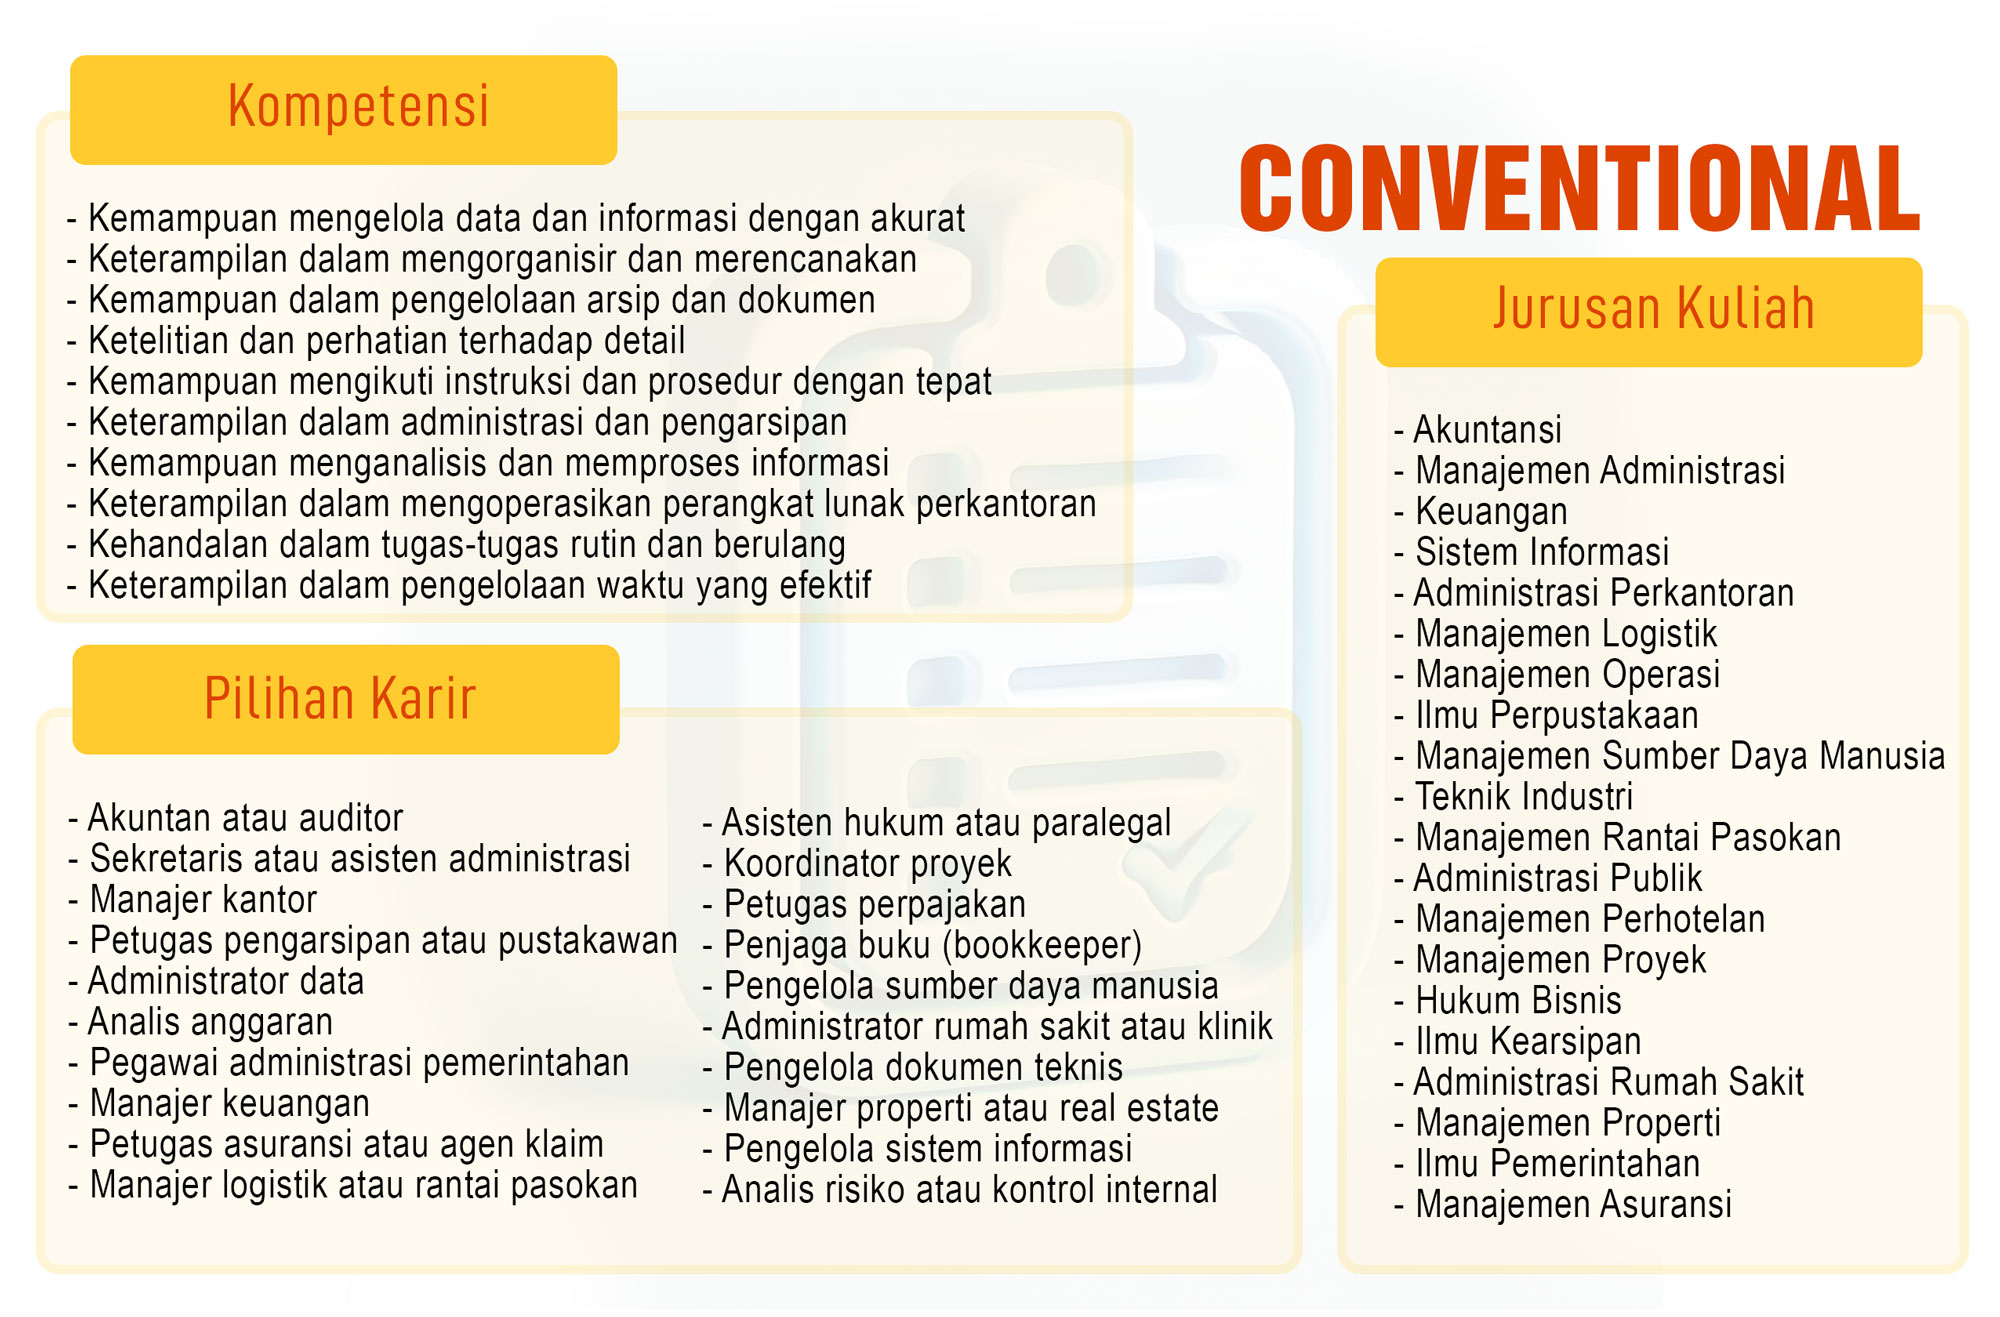 Kompetensi
- Kemampuan mengelola data dan informasi dengan akurat
- Keterampilan dalam mengorganisir dan merencanakan
- Kemampuan dalam pengelolaan arsip dan dokumen
- Ketelitian dan perhatian terhadap detail
- Kemampuan mengikuti instruksi dan prosedur dengan tepat
- Keterampilan dalam administrasi dan pengarsipan
- Kemampuan menganalisis dan memproses informasi
- Keterampilan dalam mengoperasikan perangkat lunak perkantoran
- Kehandalan dalam tugas-tugas rutin dan berulang
- Keterampilan dalam pengelolaan waktu yang efektif
Pilihan Karir
- Akuntan atau auditor
- Sekretaris atau asisten administrasi
- Manajer kantor
- Petugas pengarsipan atau pustakawan
- Administrator data
- Analis anggaran
- Pegawai administrasi pemerintahan
- Manajer keuangan
- Petugas asuransi atau agen klaim
- Manajer logistik atau rantai pasokan
- Asisten hukum atau paralegal
- Koordinator proyek
- Petugas perpajakan
- Penjaga buku (bookkeeper)
- Pengelola sumber daya manusia
- Administrator rumah sakit atau klinik
- Pengelola dokumen teknis
- Manajer properti atau real estate
- Pengelola sistem informasi
- Analis risiko atau kontrol internal
CONVENTIONAL
Jurusan Kuliah
- Akuntansi
- Manajemen Administrasi
- Keuangan
- Sistem Informasi
- Administrasi Perkantoran
- Manajemen Logistik
- Manajemen Operasi
- Ilmu Perpustakaan
- Manajemen Sumber Daya Manusia
- Teknik Industri
- Manajemen Rantai Pasokan
- Administrasi Publik
- Manajemen Perhotelan
- Manajemen Proyek
- Hukum Bisnis
- Ilmu Kearsipan
- Administrasi Rumah Sakit
- Manajemen Properti
- Ilmu Pemerintahan
- Manajemen Asuransi